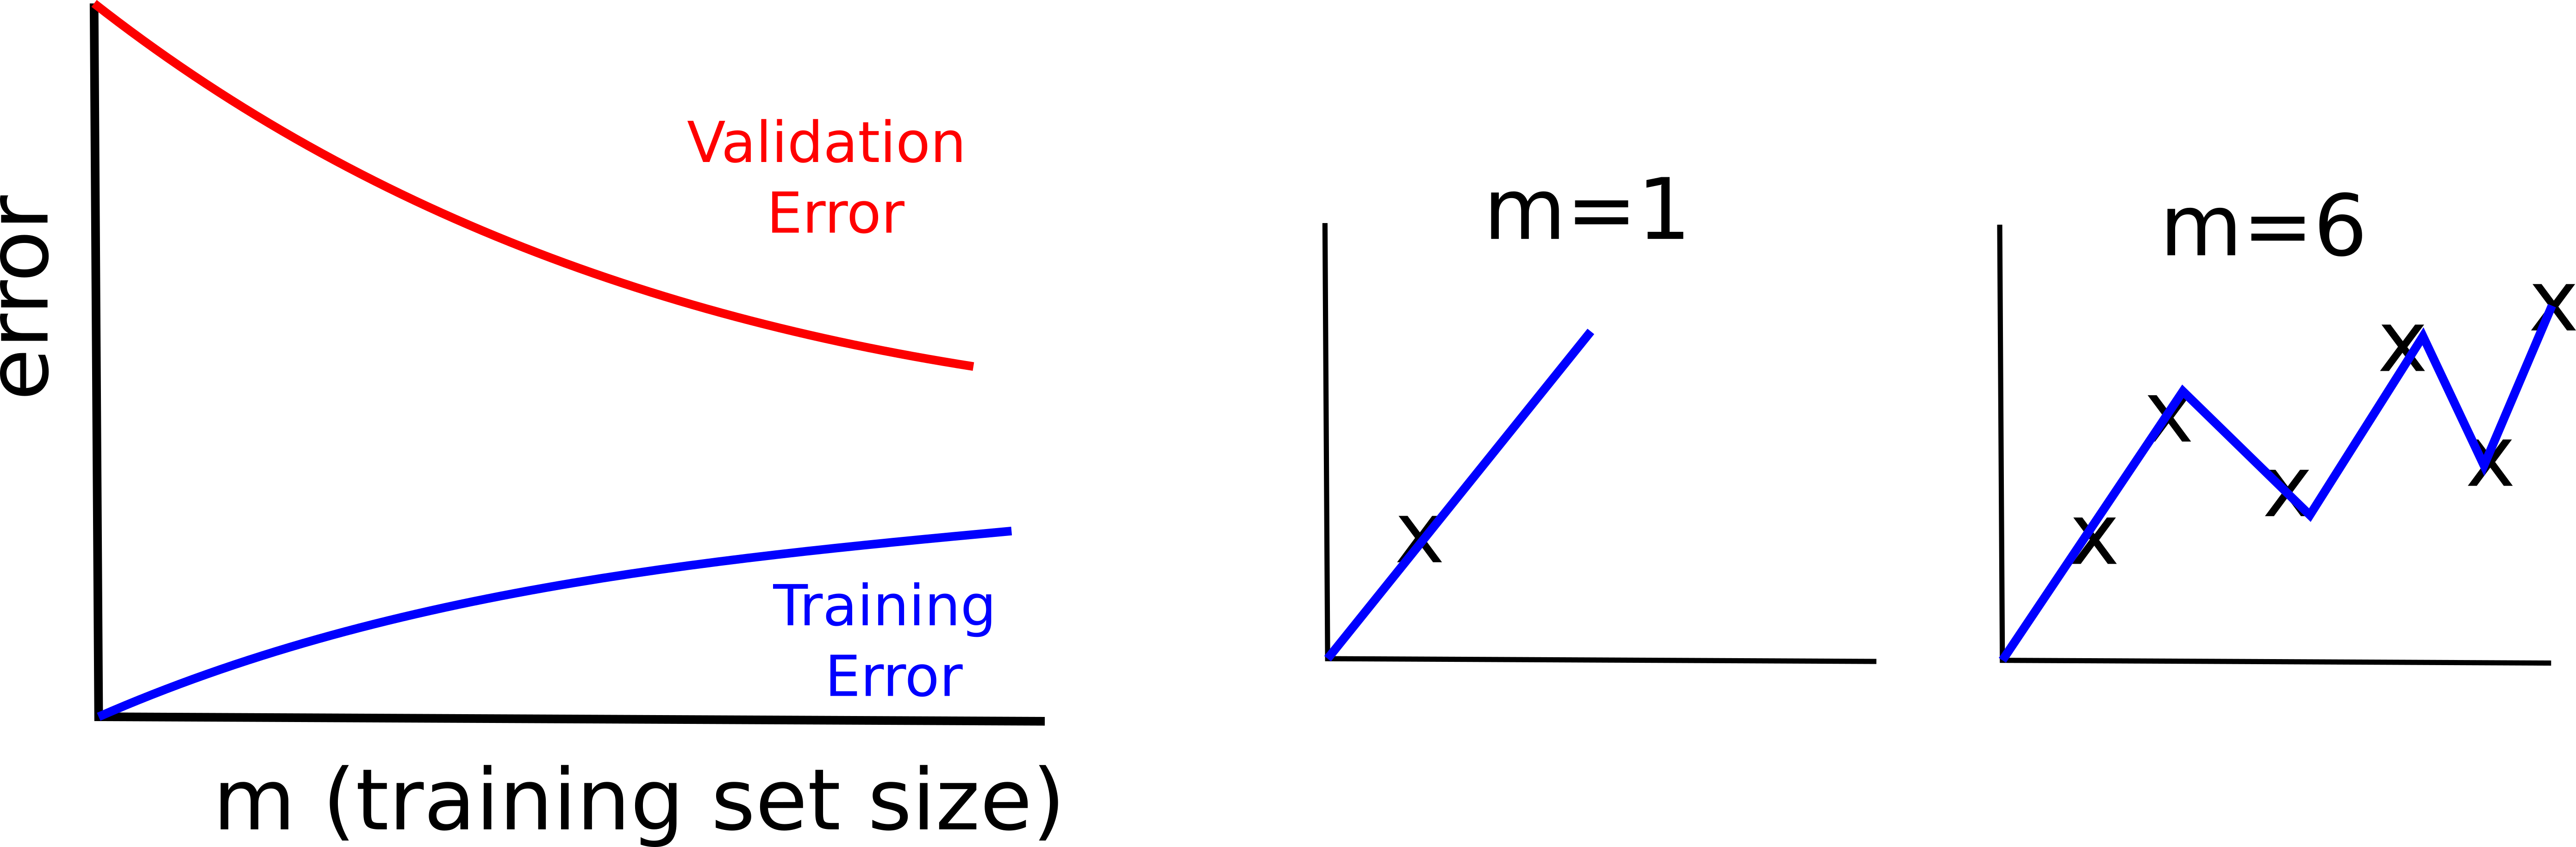 error
Validation
Error
Training
Error
m (training set size)
m=1
x
m=6
x
x
x
x
x
x